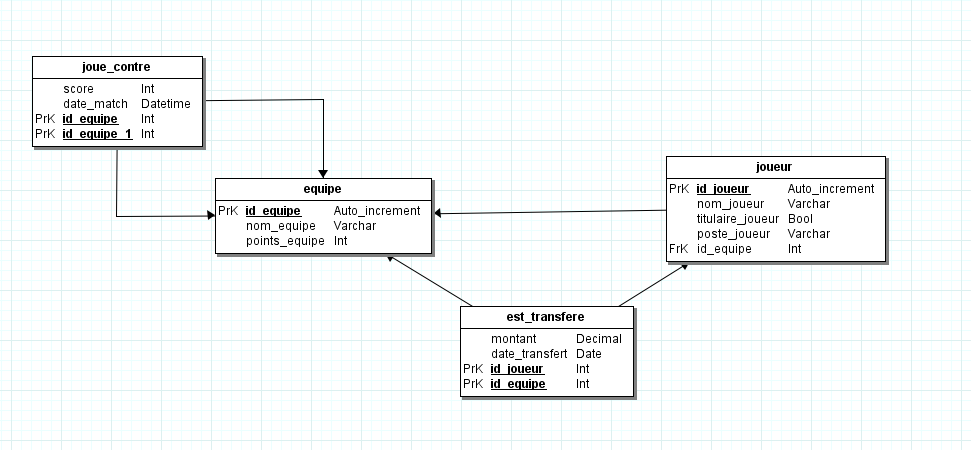 joue_contre
score Int
date_match Datetime
PrK id_equipe Int
PrK id_equipe_1 Int
equipe
PrK id_equipe Auto_increment
nom_equipe Varchar
points_equipe Int
joueur
PrK id_joueur Auto_increment
nom_joueur Varchar
titulaire_joueur Bool
poste_joueur Varchar
FrK id_equipe Int
est_transfere
montant Decimal
date_transfert Date
PrK id_joueur Int
PrK id_equipe Int